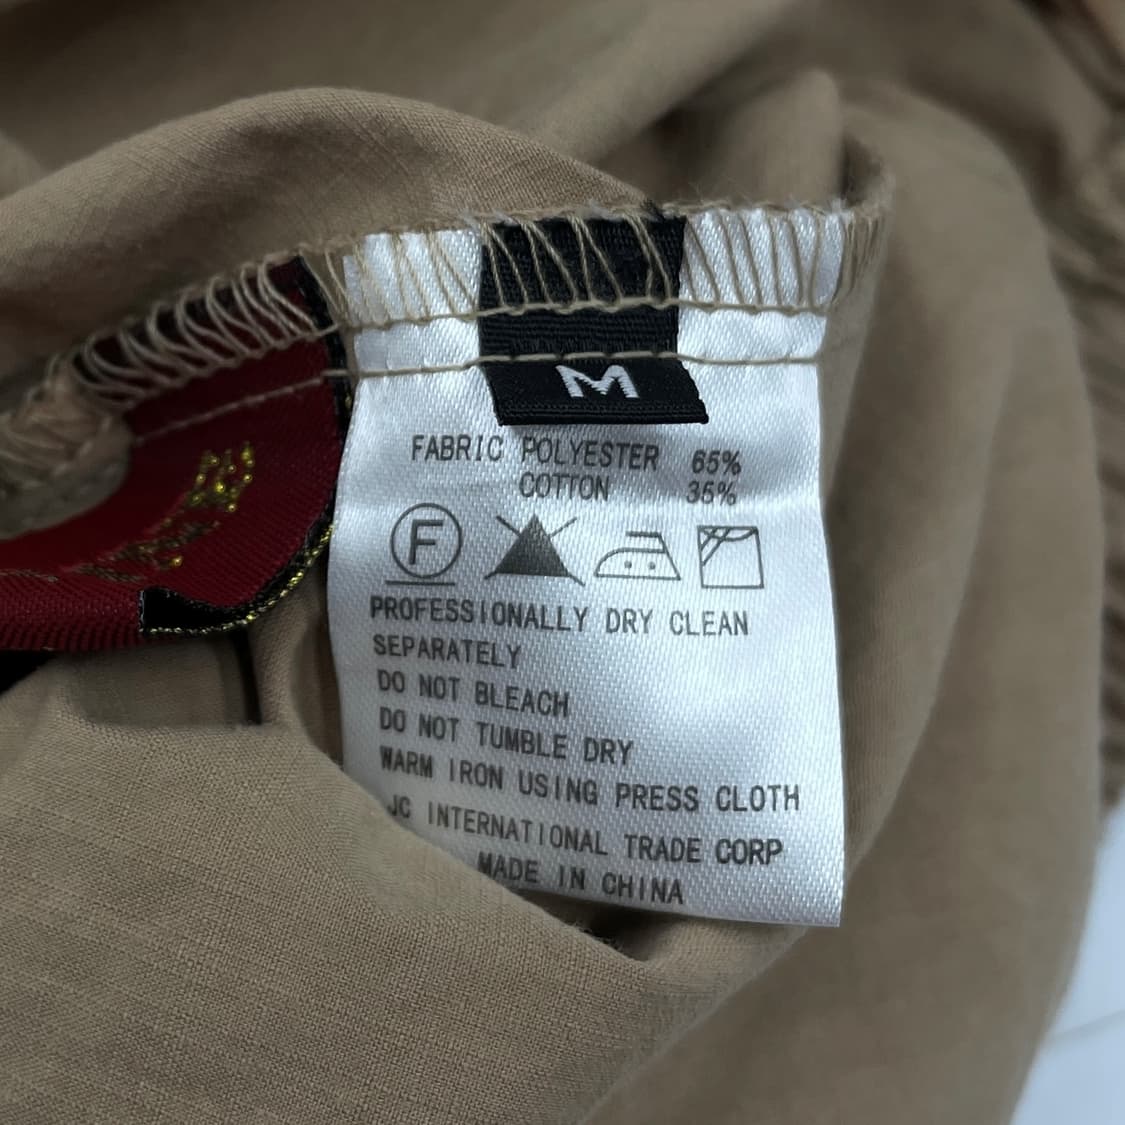 M
FABRIC POLYESTER 65%
COTTON 35%
F
PROFESSIONALLY DRY CLEAN
SEPARATELY
DO NOT BLEACH
DO NOT TUMBLE DRY
WARM IRON USING PRESS CLOTH
JC INTERNATIONAL TRADE CORP
MADE IN CHINA